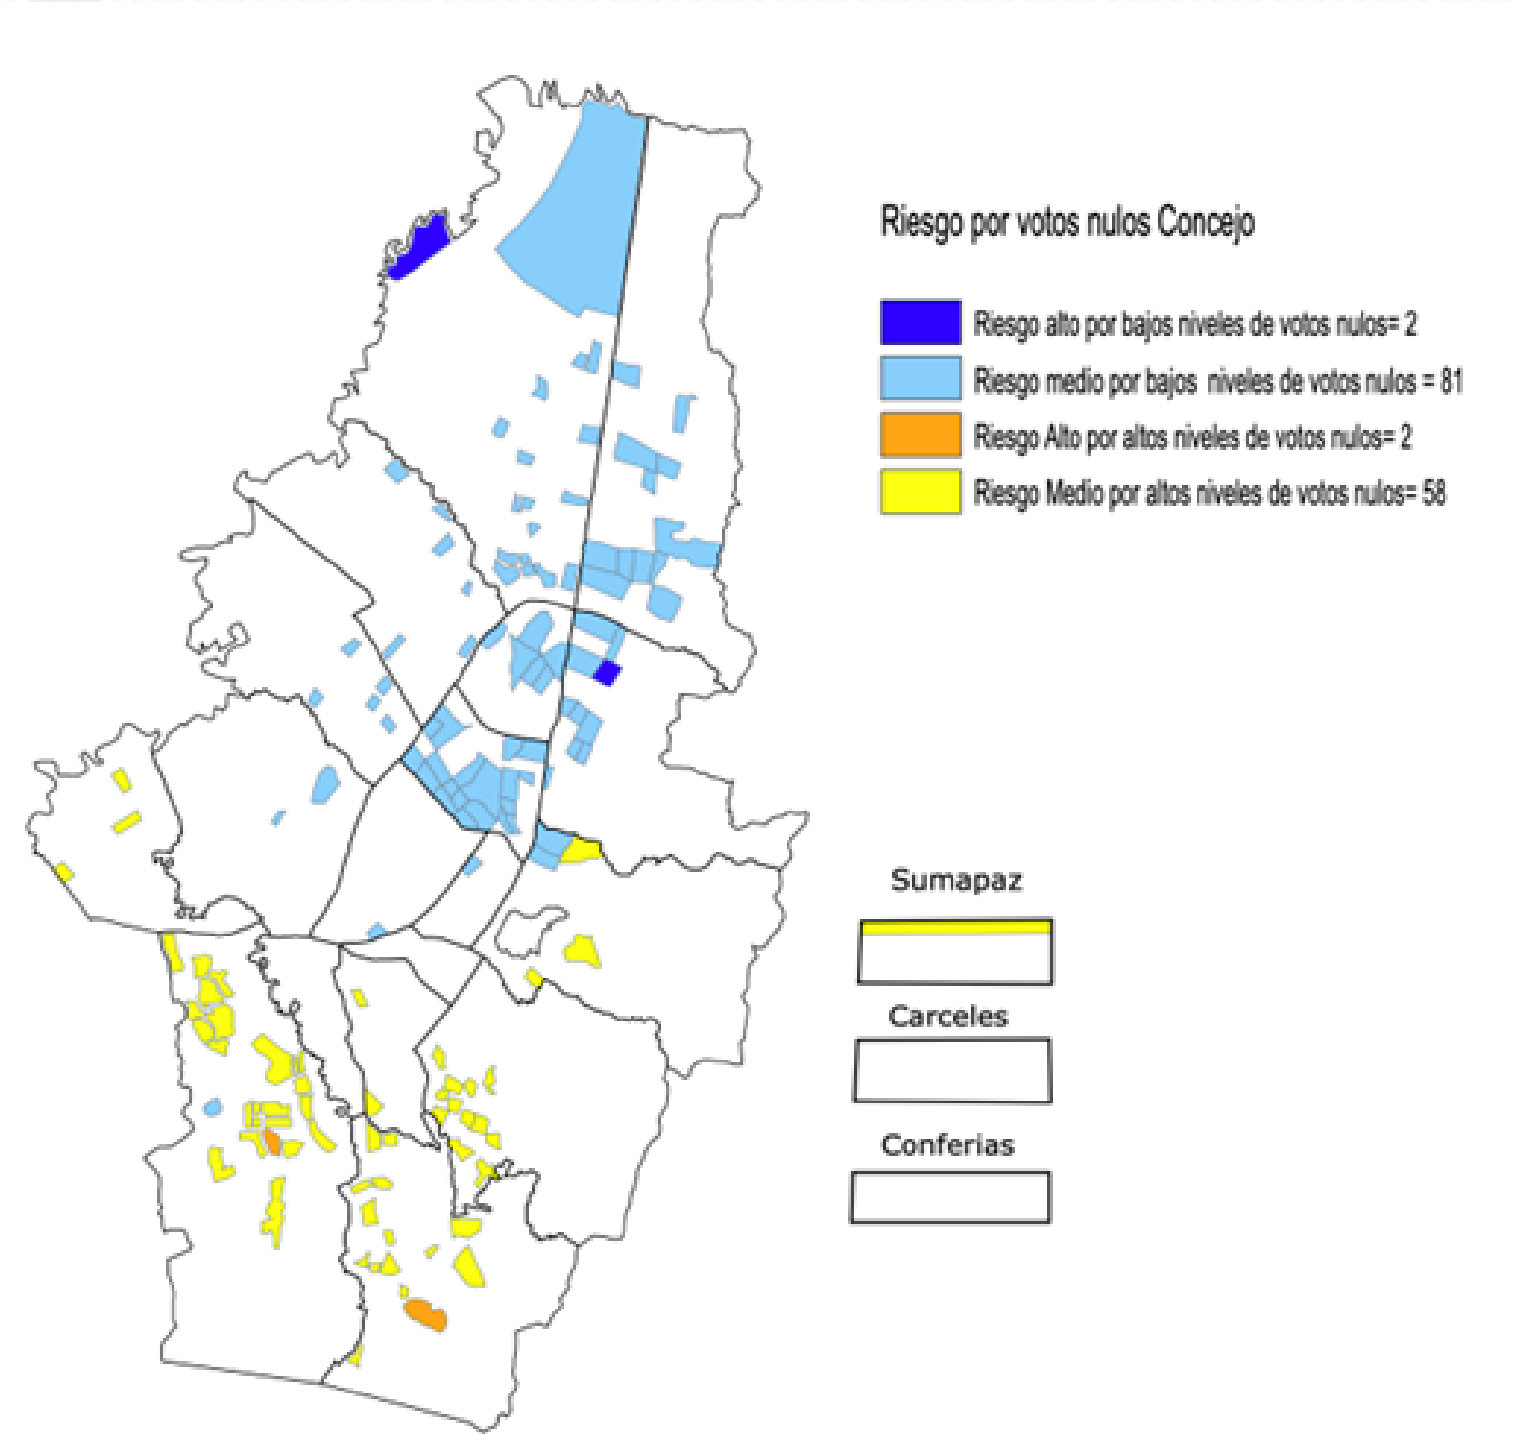 Riesgo por votos nulos Concejo
Riesgo alto por bajos niveles de votos nulos= 2
Riesgo medio por bajos niveles de votos nulos = 81
Riesgo Alto por altos niveles de votos nulos= 2
Riesgo Medio por altos niveles de votos nulos= 58
Sumapaz
Carceles
Conferias